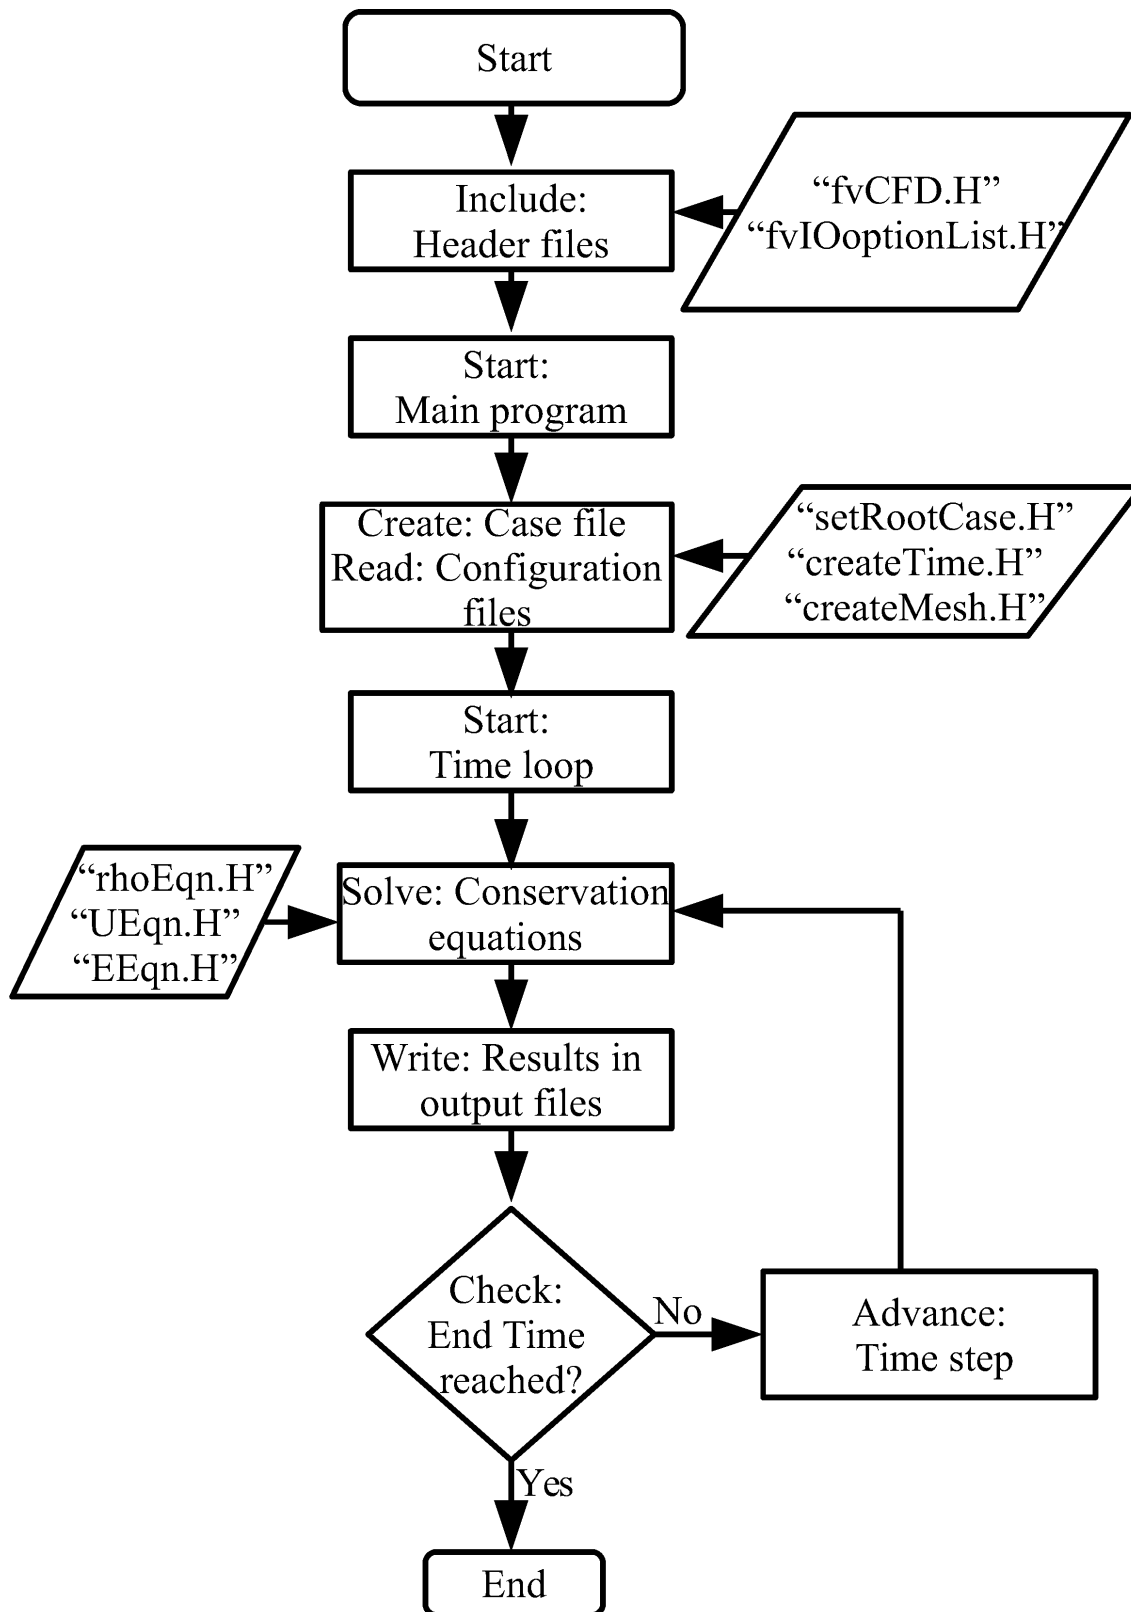 Start
Include:
Header files
“fvCFD.H”
“fvIOoptionList.H”
Start:
Main program
Create: Case file
Read: Configuration
files
“setRootCase.H”
“createTime.H”
“createMesh.H”
Start:
Time loop
“rhoEqn.H”
“UEqn.H”
“EEqn.H”
Solve: Conservation
equations
Write: Results in
output files
Check:
End Time
reached?
No
Advance:
Time step
Yes
End